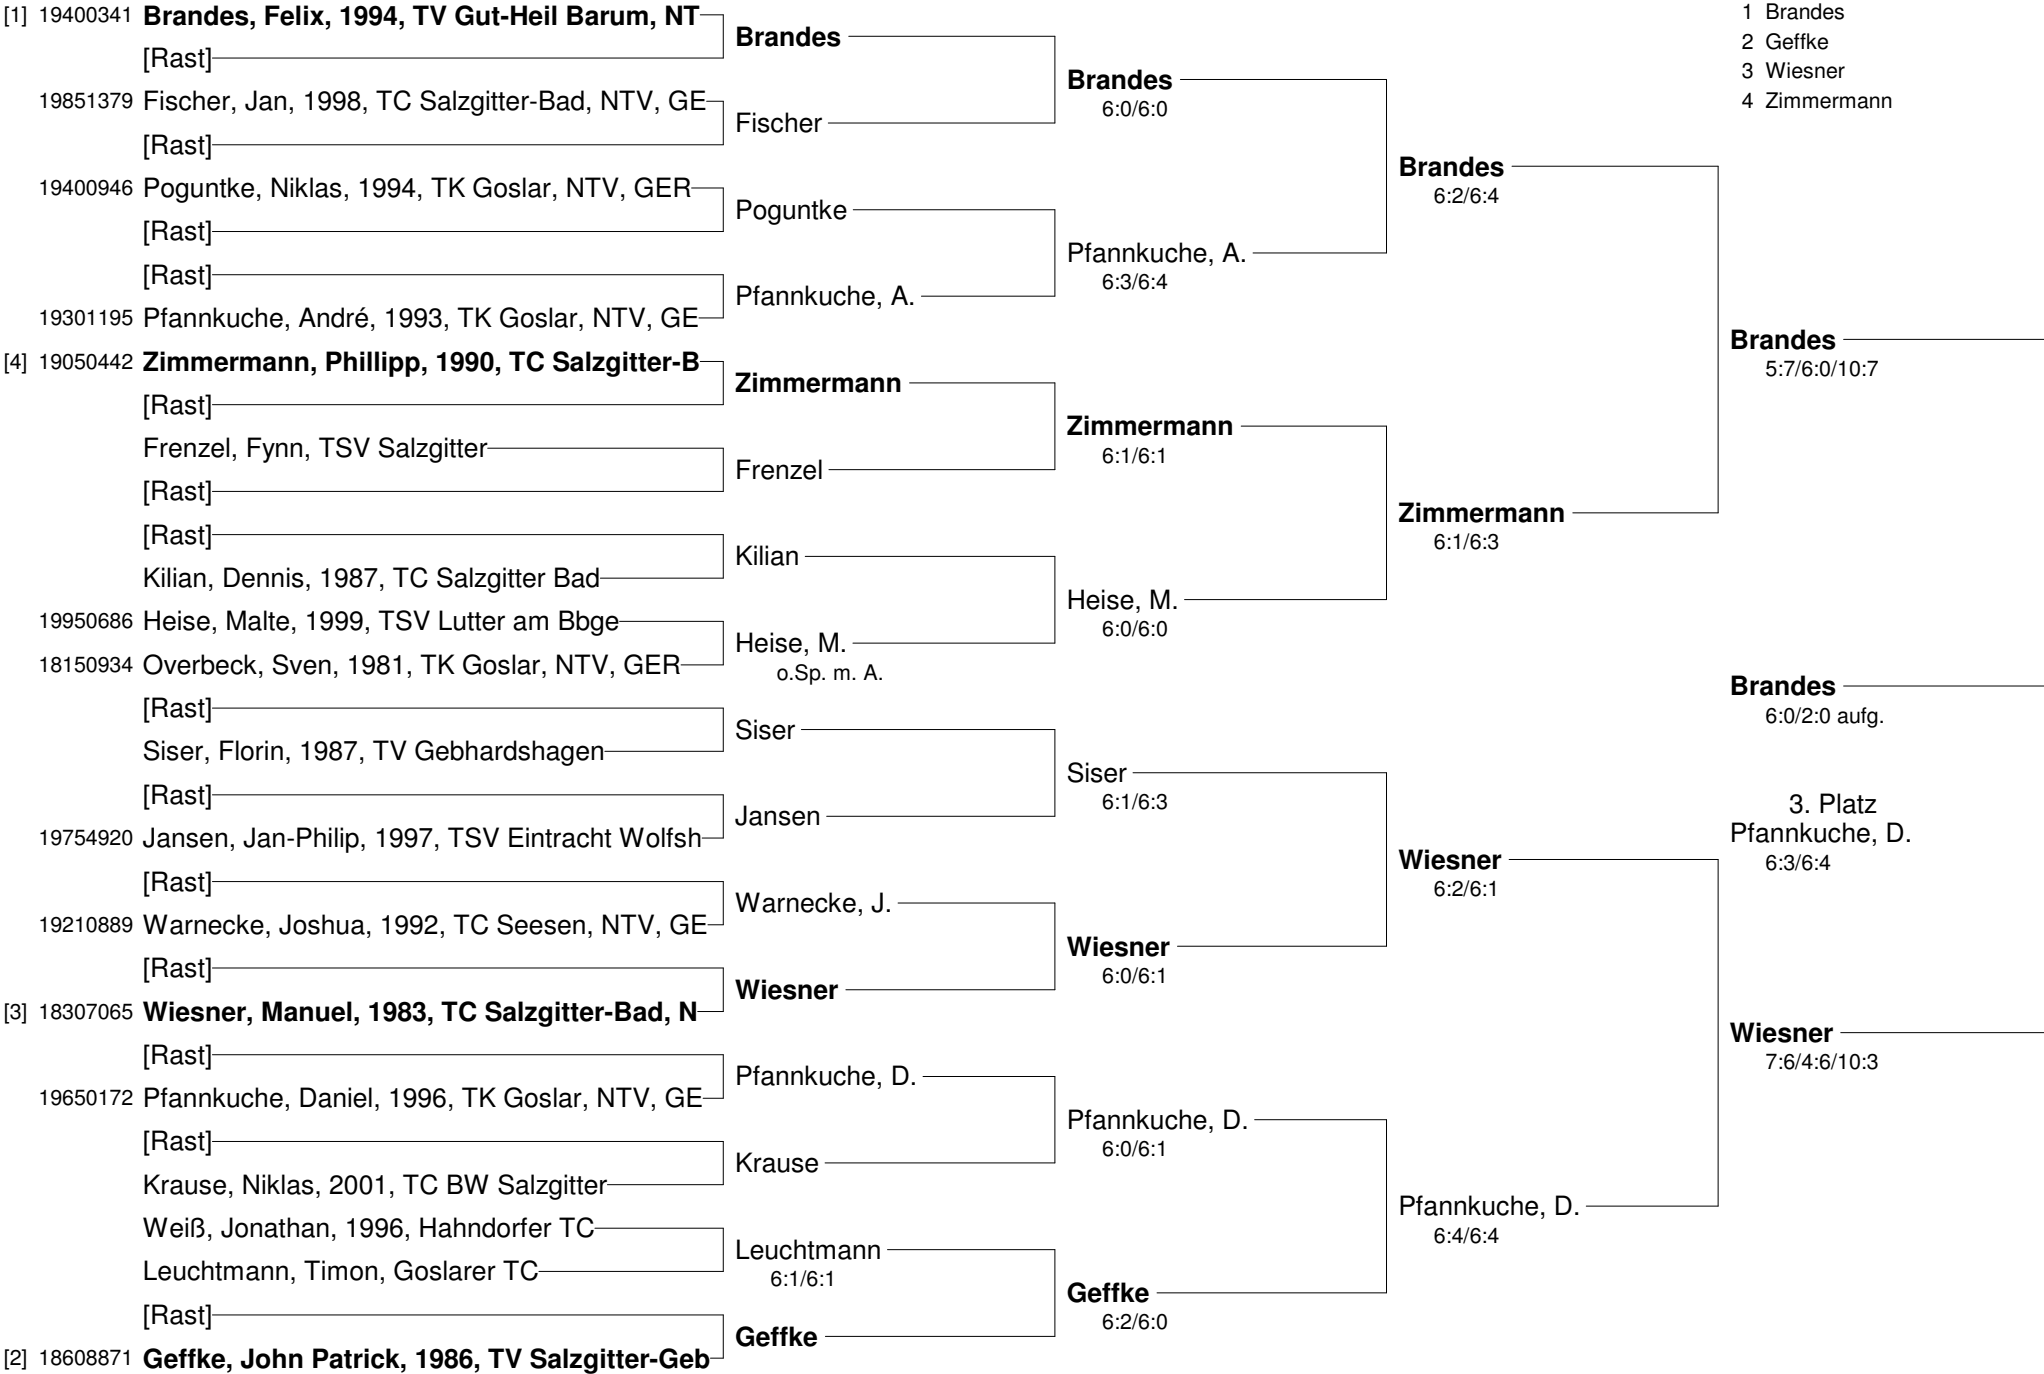 [1] 19400341 Brandes, Felix, 1994, TV Gut-Heil Barum, NT
[Rast]
19851379 Fischer, Jan, 1998, TC Salzgitter-Bad, NTV, GE
[Rast]
19400946 Poguntke, Niklas, 1994, TK Goslar, NTV, GER
[Rast]
[Rast]
19301195 Pfannkuche, André, 1993, TK Goslar, NTV, GE
[4] 19050442 Zimmermann, Phillipp, 1990, TC Salzgitter-B
[Rast]
Frenzel, Fynn, TSV Salzgitter
[Rast]
[Rast]
Kilian, Dennis, 1987, TC Salzgitter Bad
19950686 Heise, Malte, 1999, TSV Lutter am Bbge
18150934 Overbeck, Sven, 1981, TK Goslar, NTV, GER
[Rast]
Siser, Florin, 1987, TV Gebhardshagen
[Rast]
19754920 Jansen, Jan-Philip, 1997, TSV Eintracht Wolfsh
[Rast]
19210889 Warnecke, Joshua, 1992, TC Seesen, NTV, GE
[Rast]
[3] 18307065 Wiesner, Manuel, 1983, TC Salzgitter-Bad, N
[Rast]
19650172 Pfannkuche, Daniel, 1996, TK Goslar, NTV, GE
[Rast]
Krause, Niklas, 2001, TC BW Salzgitter
Weiß, Jonathan, 1996, Hahndorfer TC
Leuchtmann, Timon, Goslarer TC
[Rast]
[2] 18608871 Geffke, John Patrick, 1986, TV Salzgitter-Geb
Brandes
Fischer
Poguntke
Pfannkuche, A.
Zimmermann
Frenzel
Kilian
Heise, M.
o.Sp. m. A.
Siser
Jansen
Warnecke, J.
Wiesner
Pfannkuche, D.
Krause
Leuchtmann
6:1/6:1
Geffke
Brandes
6:0/6:0
Pfannkuche, A.
6:3/6:4
Zimmermann
6:1/6:1
Heise, M.
6:0/6:0
Siser
6:1/6:3
Wiesner
6:0/6:1
Pfannkuche, D.
6:0/6:1
Geffke
6:2/6:0
Brandes
6:2/6:4
Zimmermann
6:1/6:3
Wiesner
6:2/6:1
Pfannkuche, D.
6:4/6:4
1 Brandes
2 Geffke
3 Wiesner
4 Zimmermann
Brandes
5:7/6:0/10:7
Brandes
6:0/2:0 aufg.
3. Platz
Pfannkuche, D.
6:3/6:4
Wiesner
7:6/4:6/10:3